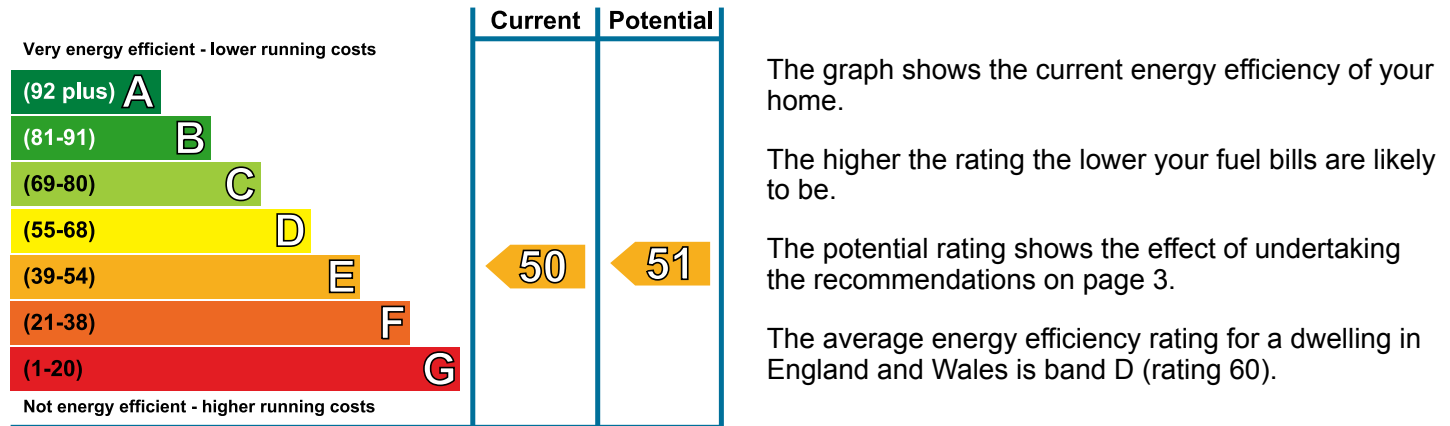 Current Potential
Very energy efficient - lower running costs
(92 plus) A
(81-91) B
(69-80) C
(55-68) D
(39-54) E
(21-38) F
(1-20) G
Not energy efficient - higher running costs
50 51
The graph shows the current energy efficiency of your
home.
The higher the rating the lower your fuel bills are likely
to be.
The potential rating shows the effect of undertaking
the recommendations on page 3.
The average energy efficiency rating for a dwelling in
England and Wales is band D (rating 60).